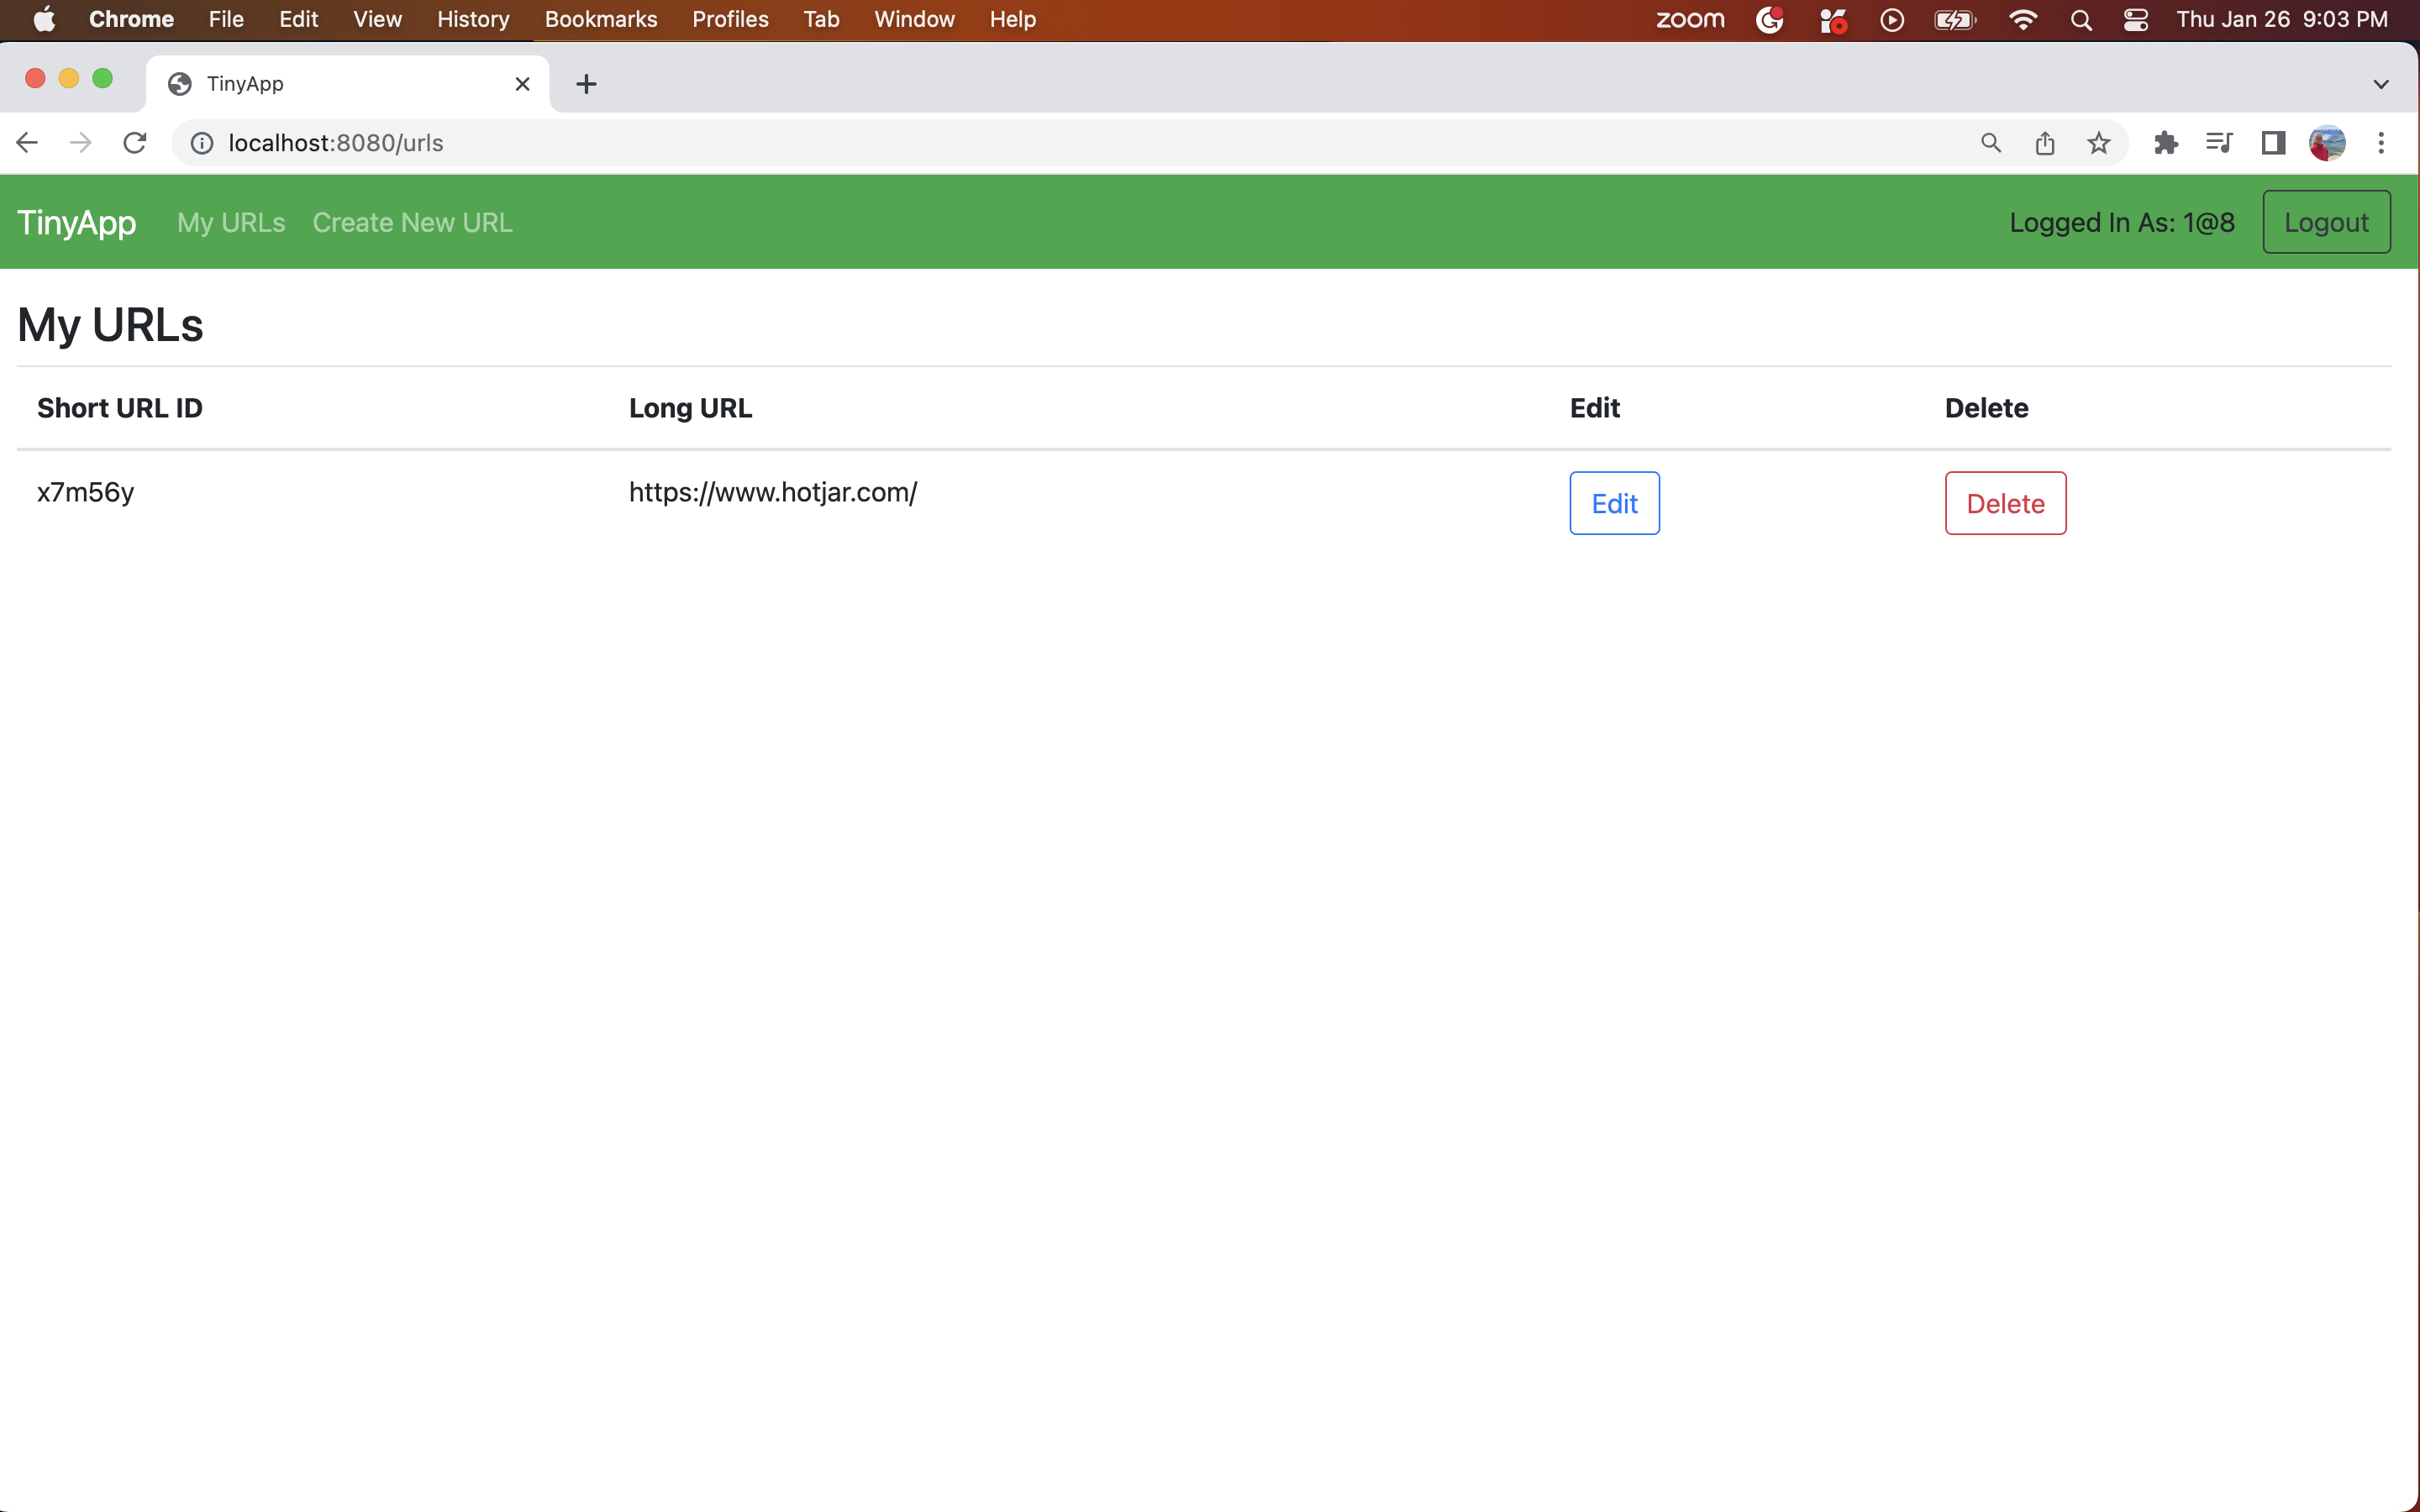 Chrome File Edit View History Bookmarks Profiles Tab Window Help zoom Thu Jan 26 9:03 PM
TinyApp
localhost:8080/urls
TinyApp My URLs Create New URL Logged In As: 1@8 Logout
My URLs
Short URL ID Long URL Edit Delete
x7m56y https://www.hotjar.com/ Edit Delete